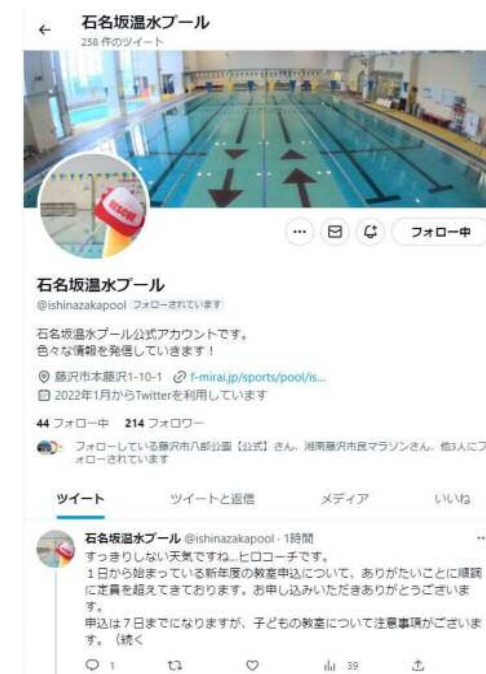 石名坂温水プール
258 件のツイート
フォロー中
石名坂温水プール
@ishinazakapool フォローされています
石名坂温水プール公式アカウントです。
色々な情報を発信していきます！
藤沢市本藤沢1-10-1 f-mirai.jp/sports/pool/is...
2022年1月からTwitterを利用しています
44 フォロー中 214 フォロワー
フォローしている藤沢市八部公園【公式】さん、湘南藤沢市民マラソンさん、他3人にフ
ォローされています
ツイート ツイートと返信 メディア いいね
石名坂温水プール @ishinazakapool · 1時間
すっきりしない天気ですね...ヒロコーチです。
１日から始まっている新年度の教室申込について、ありがたいことに順調
に定員を超えてきております。お申し込みいただきありがとうございま
す。
申込は７日までになりますが、子どもの教室について注意事項がございま
す。（続く
1 39